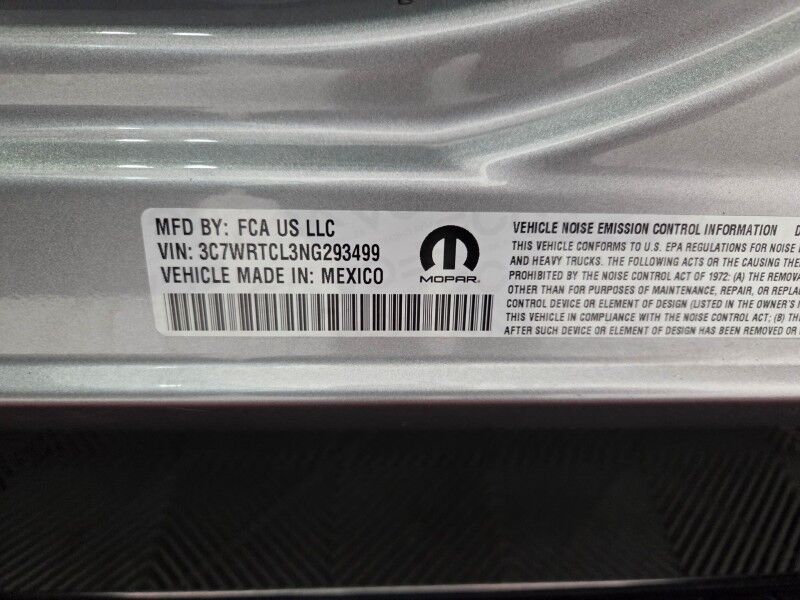 MFD BY: FCA US LLC
VIN: 3C7WRTCL3NG293499
VEHICLE MADE IN: MEXICO
MOPAR
VEHICLE NOISE EMISSION CONTROL INFORMATION D
THIS VEHICLE CONFORMS TO U.S. EPA REGULATIONS FOR NOISE
AND HEAVY TRUCKS. THE FOLLOWING ACTS OR THE CAUSING THE
PROHIBITED BY THE NOISE CONTROL ACT OF 1972: (A) THE REMOVA
OTHER THAN FOR PURPOSES OF MAINTENANCE, REPAIR, OR REPLA
CONTROL DEVICE OR ELEMENT OF DESIGN (LISTED IN THE OWNER'S
THIS VEHICLE IN COMPLIANCE WITH THE NOISE CONTROL ACT; (B) TH
AFTER SUCH DEVICE OR ELEMENT OF DESIGN HAS BEEN REMOVED OR